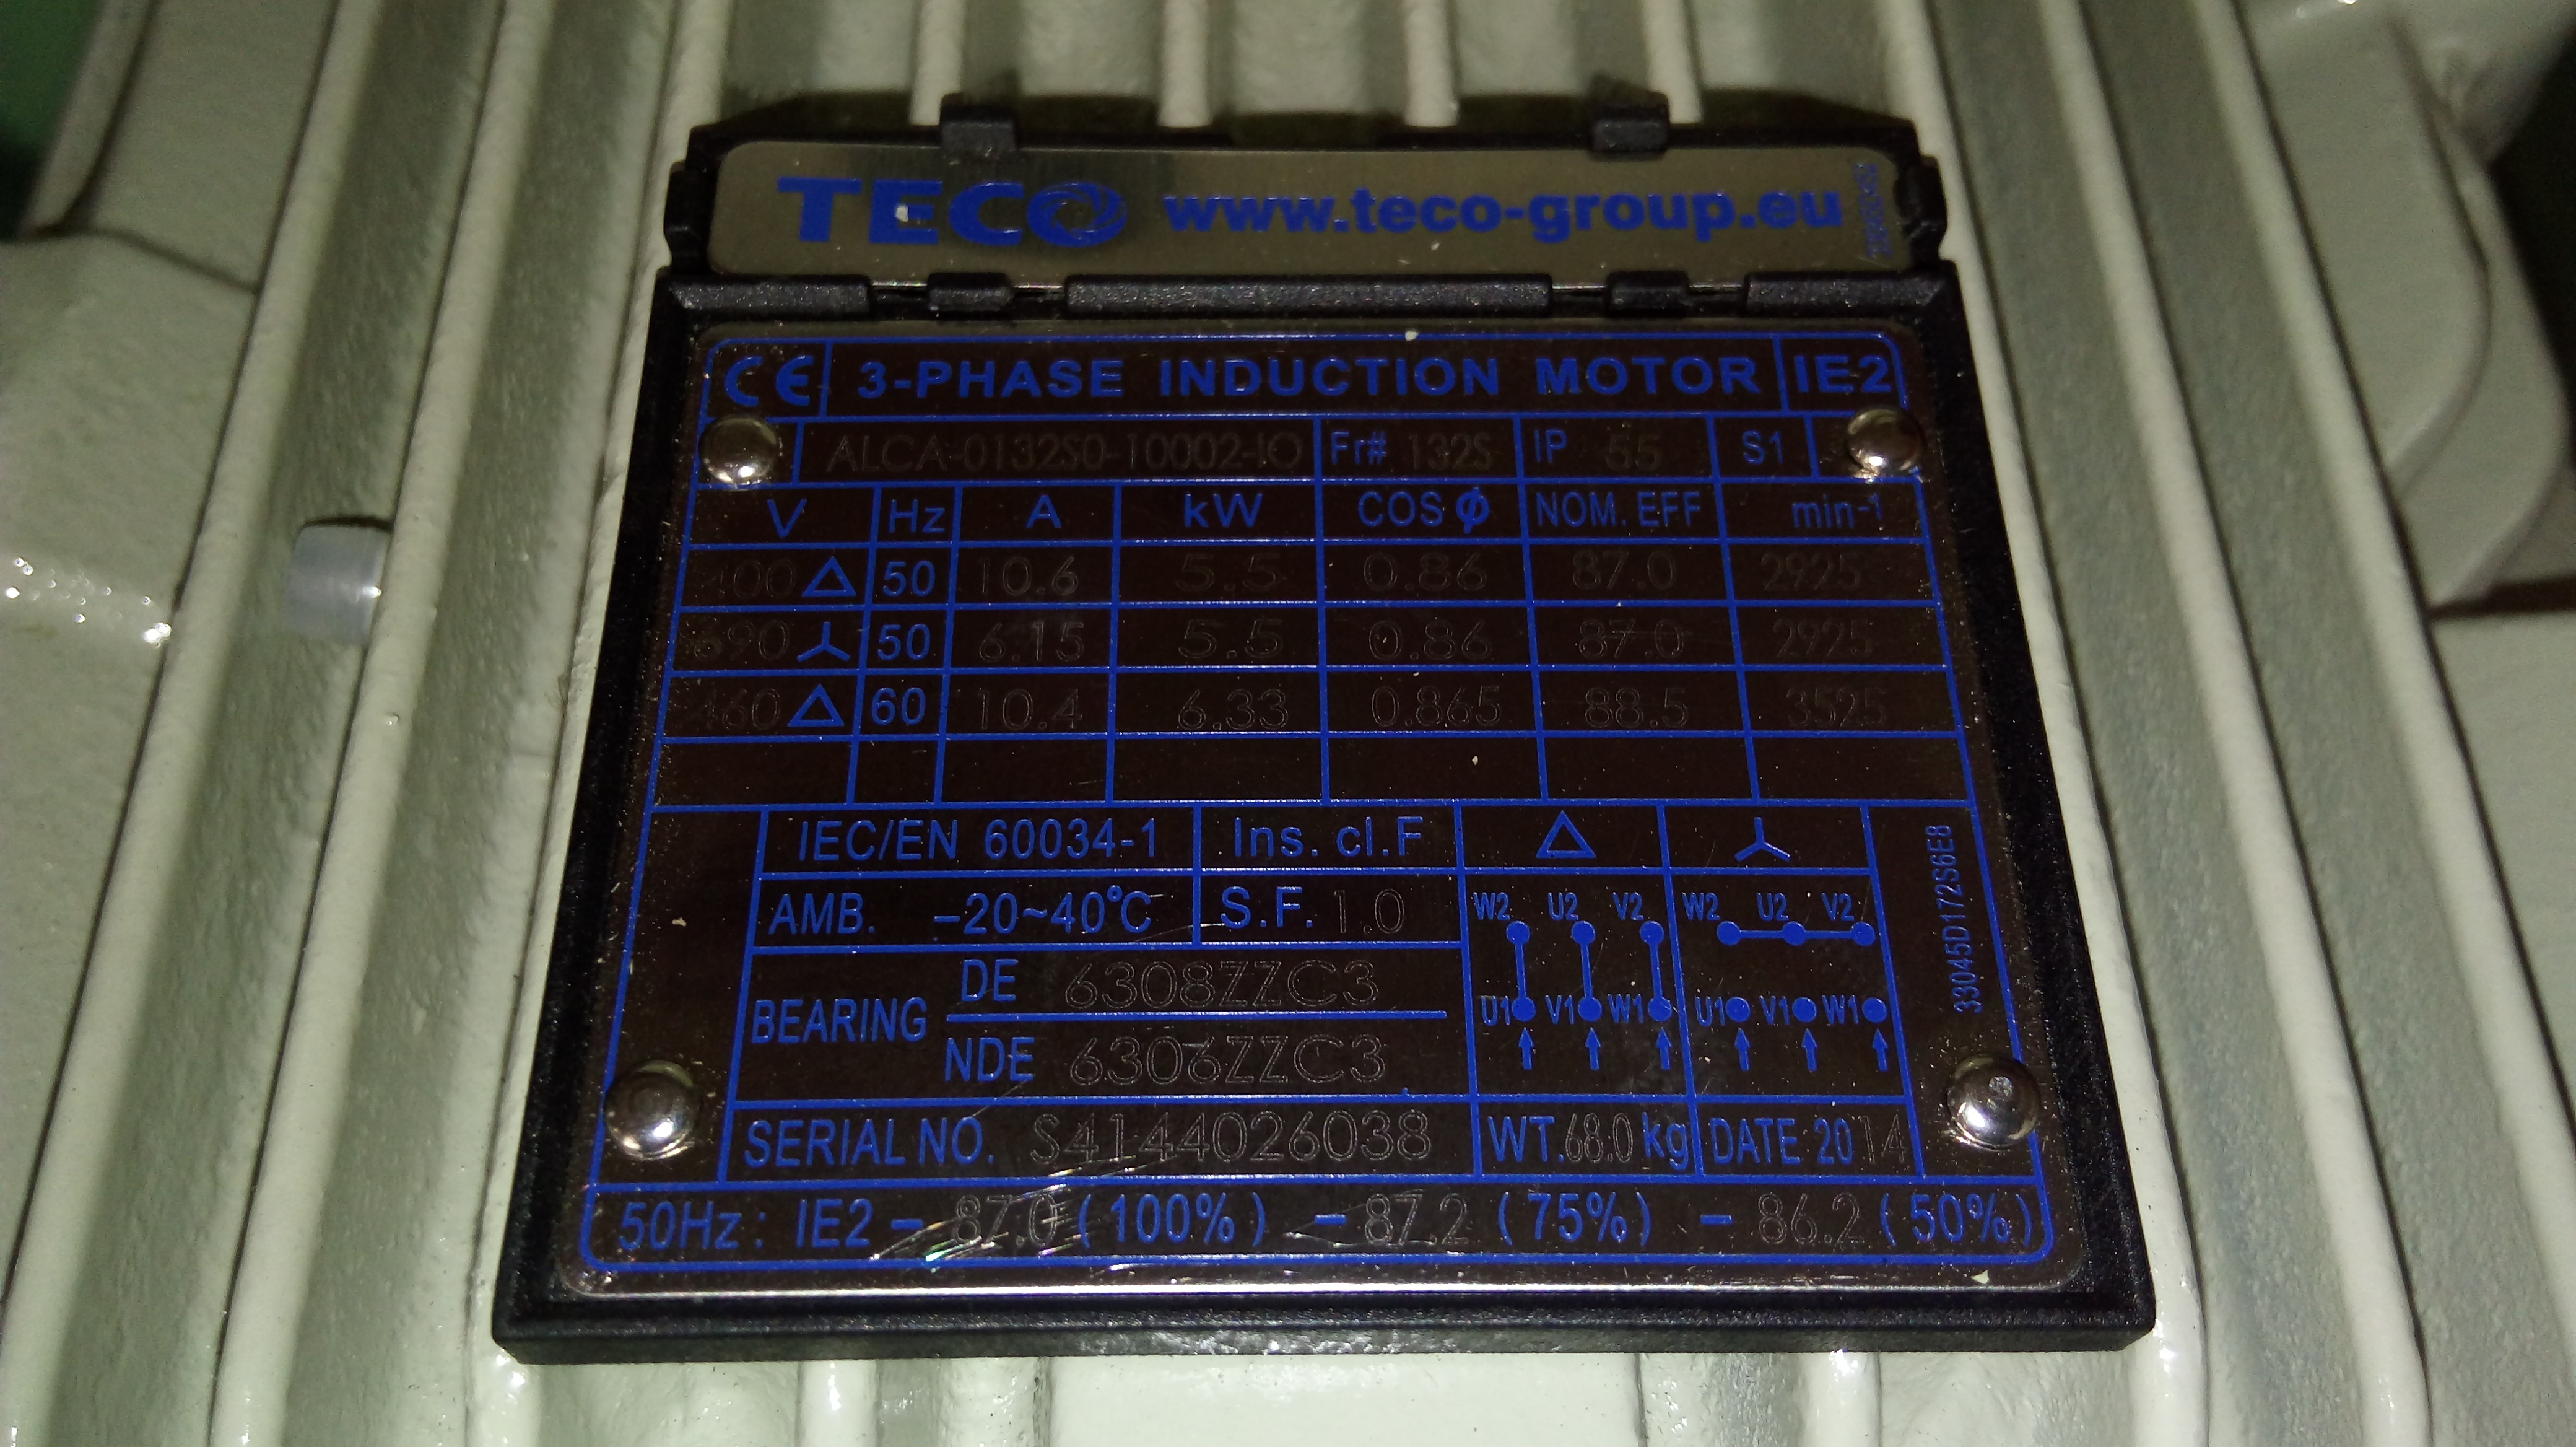 TECO www.teco-group.eu
CE 3-PHASE INDUCTION MOTOR IE2
ALCA-0132S0-10002-IO Fr# 132S IP 55 S1
V Hz A kW COS ϕ NOM. EFF min-1
400 △ 50 10.6 5.5 0.86 87.0 2925
690 Y 50 6.15 5.5 0.86 87.0 2925
460 △ 60 10.4 6.33 0.865 88.5 3525
IEC/EN 60034-1 Ins. cl.F △ Y
AMB. -20~40°C S.F. 1.0
W2 U2 V2 W2 U2 V2
BEARING DE 6308ZZC3
U1 V1 W1 U1 V1 W1
NDE 6306ZZC3
33045D172S6E8
SERIAL NO. S4144026038 WT.68.0 kg DATE 2014
50Hz: IE2 - 87.0 (100%) - 87.2 (75%) - 86.2 (50%)